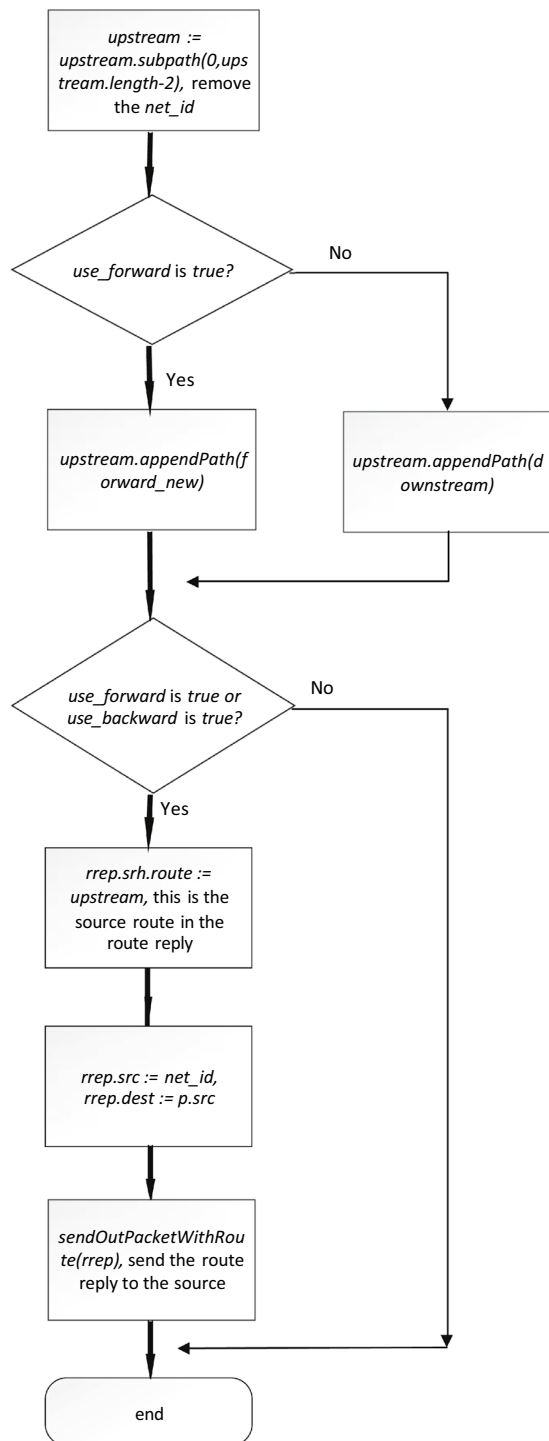 upstream :=
upstream.subpath(0,ups
tream.length-2), remove
the net_id
use_forward is true?
No
Yes
upstream.appendPath(f
orward_new)
upstream.appendPath(d
ownstream)
use_forward is true or
use_backward is true?
No
Yes
rrep.srh.route :=
upstream, this is the
source route in the
route reply
rrep.src := net_id,
rrep.dest := p.src
sendOutPacketWithRou
te(rrep), send the route
reply to the source
end